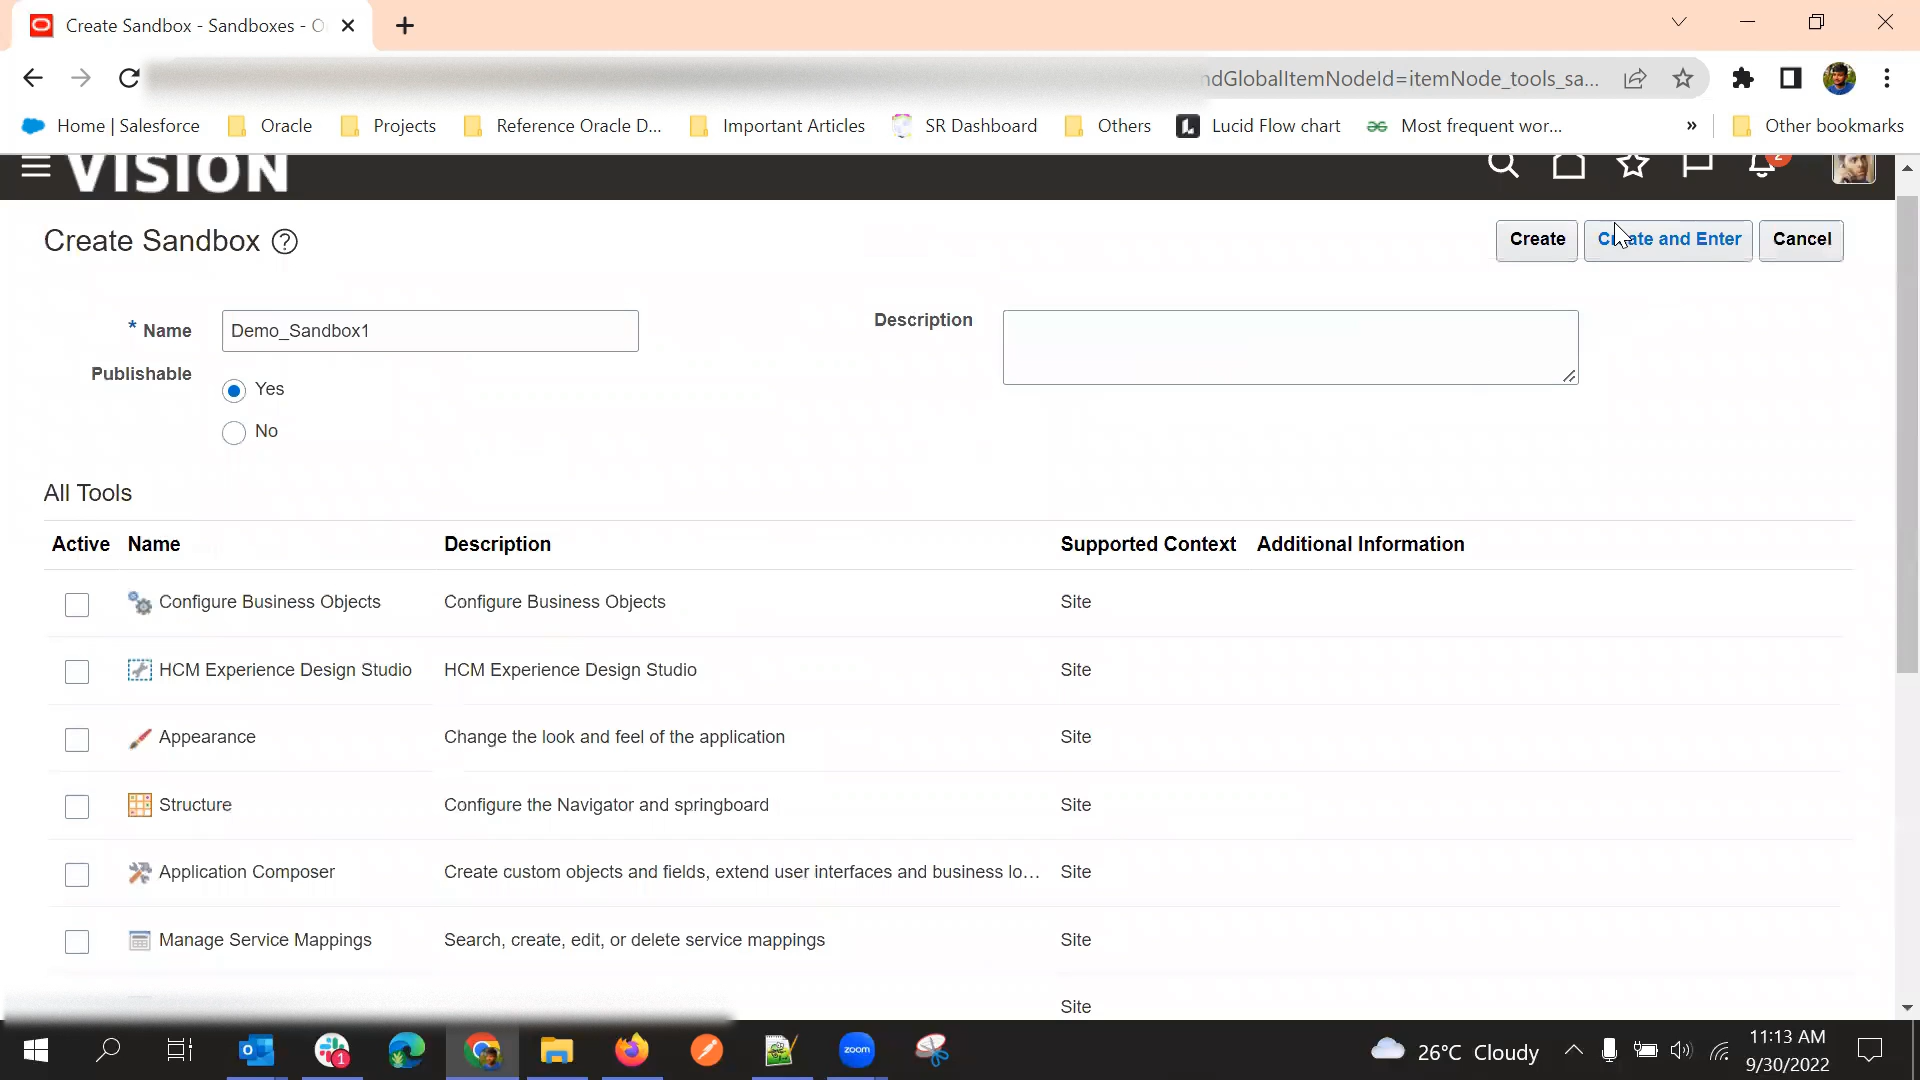 Create Sandbox - Sandboxes - O
ndGlobalItemNodeId=itemNode_tools_sa...
Home | Salesforce Oracle Projects Reference Oracle D... Important Articles SR Dashboard Others Lucid Flow chart Most frequent wor... » Other bookmarks
VISION 2
Create Sandbox ? Create Create and Enter Cancel
* Name Demo_Sandbox1 Description
Publishable
Yes
No
All Tools
Active Name Description Supported Context Additional Information
Configure Business Objects Configure Business Objects Site
HCM Experience Design Studio HCM Experience Design Studio Site
Appearance Change the look and feel of the application Site
Structure Configure the Navigator and springboard Site
Application Composer Create custom objects and fields, extend user interfaces and business lo... Site
Manage Service Mappings Search, create, edit, or delete service mappings Site
Site
1 zoom 26°C Cloudy 11:13 AM
9/30/2022